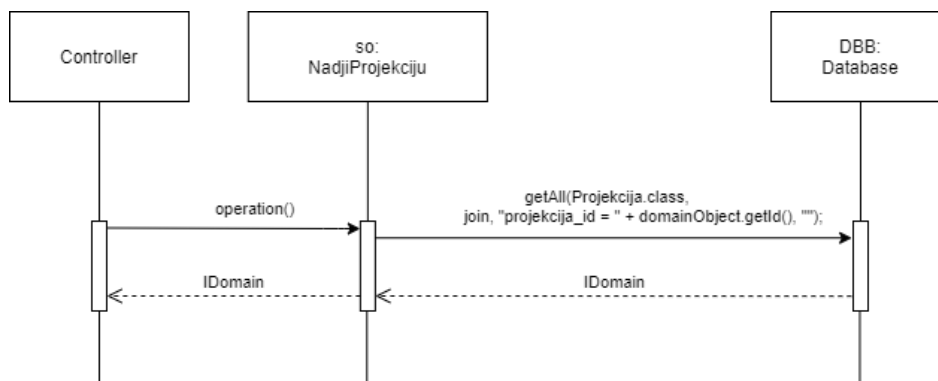 Controller
so:
NadjiProjekciju
DBB:
Database
operation()
getAll(Projekcija.class,
join, "projekcija_id = " + domainObject.getId(), "");
IDomain
IDomain